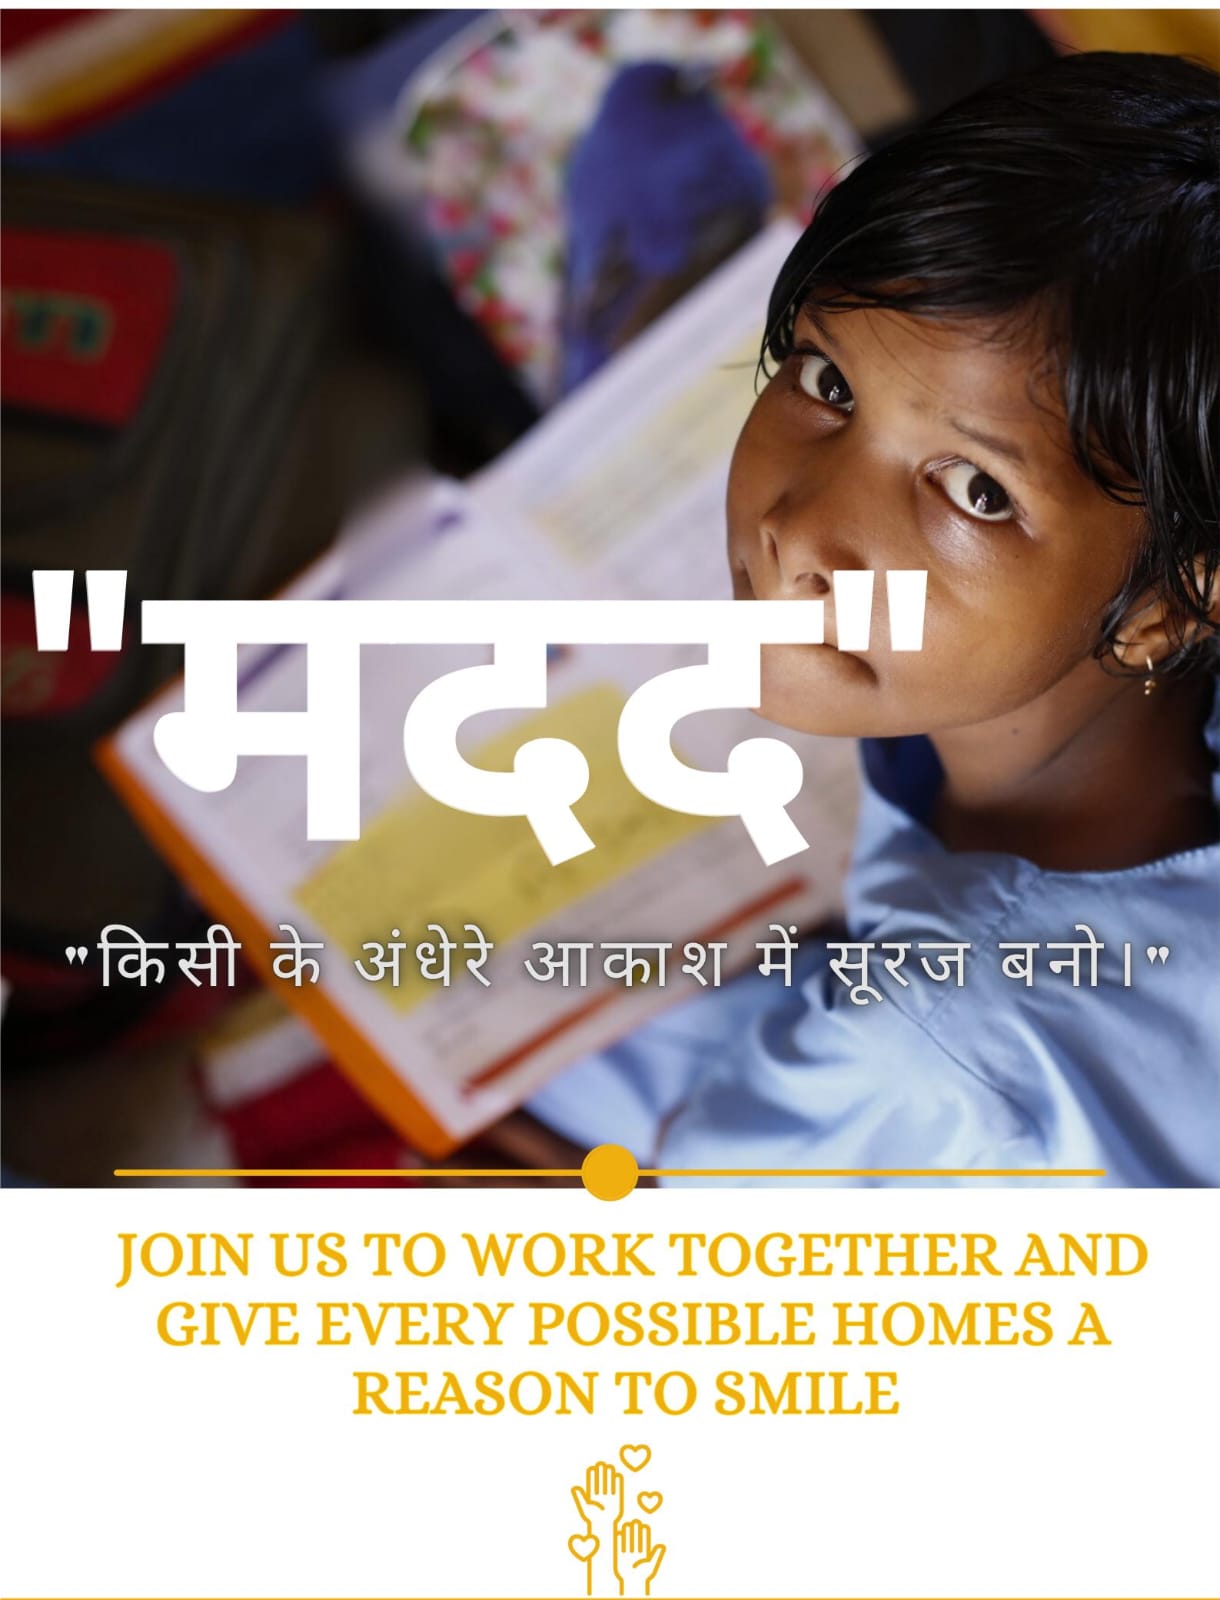 "मदद"
"किसी के अंधेरे आकाश में सूरज बनो।"
JOIN US TO WORK TOGETHER AND
GIVE EVERY POSSIBLE HOMES A
REASON TO SMILE